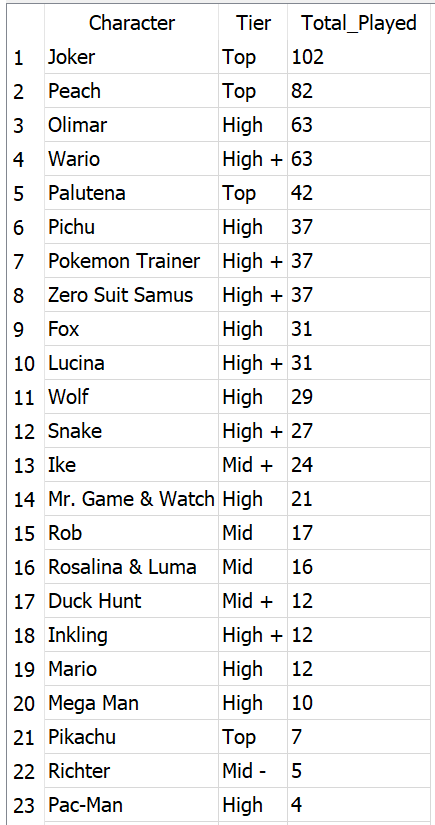 Character Tier Total_Played
1 Joker Top 102
2 Peach Top 82
3 Olimar High 63
4 Wario High + 63
5 Palutena Top 42
6 Pichu High 37
7 Pokemon Trainer High + 37
8 Zero Suit Samus High + 37
9 Fox High 31
10 Lucina High + 31
11 Wolf High 29
12 Snake High + 27
13 Ike Mid + 24
14 Mr. Game & Watch High 21
15 Rob Mid 17
16 Rosalina & Luma Mid 16
17 Duck Hunt Mid + 12
18 Inkling High + 12
19 Mario High 12
20 Mega Man High 10
21 Pikachu Top 7
22 Richter Mid - 5
23 Pac-Man High 4